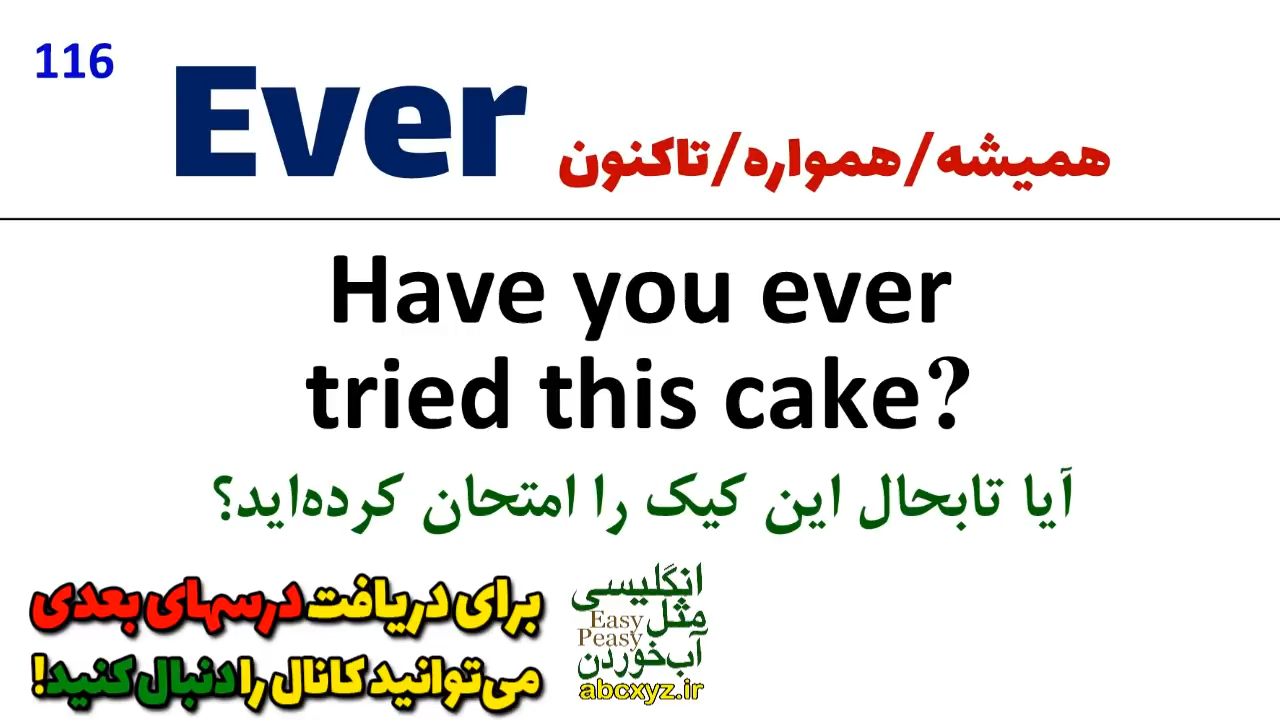 116
Ever همیشه/همواره/تاکنون
Have you ever
tried this cake?
آیا تابحال این کیک را امتحان کرده‌اید؟
برای دریافت درسهای بعدی
می‌توانید کانال را دنبال کنید!
انگلیسی
مثل Easy
Peasy
آب‌خوردن
abcxyz.ir